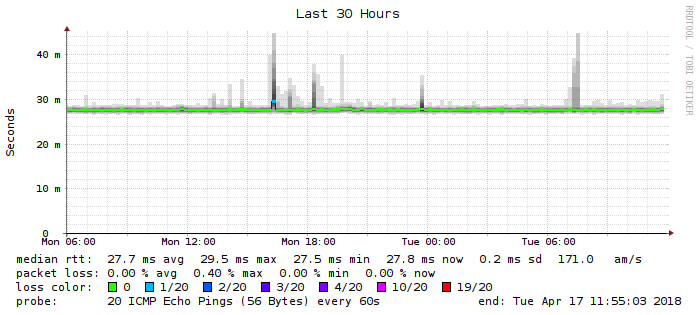 Last 30 Hours
RRDTOOL / TOBI OETIKER
Seconds
40 m
30 m
20 m
10 m
0
Mon 06:00 Mon 12:00 Mon 18:00 Tue 00:00 Tue 06:00
median rtt: 27.7 ms avg 29.5 ms max 27.5 ms min 27.8 ms now 0.2 ms sd 171.0 am/s
packet loss: 0.00 % avg 0.40 % max 0.00 % min 0.00 % now
loss color: 0 1/20 2/20 3/20 4/20 10/20 19/20
probe: 20 ICMP Echo Pings (56 Bytes) every 60s end: Tue Apr 17 11:55:03 2018